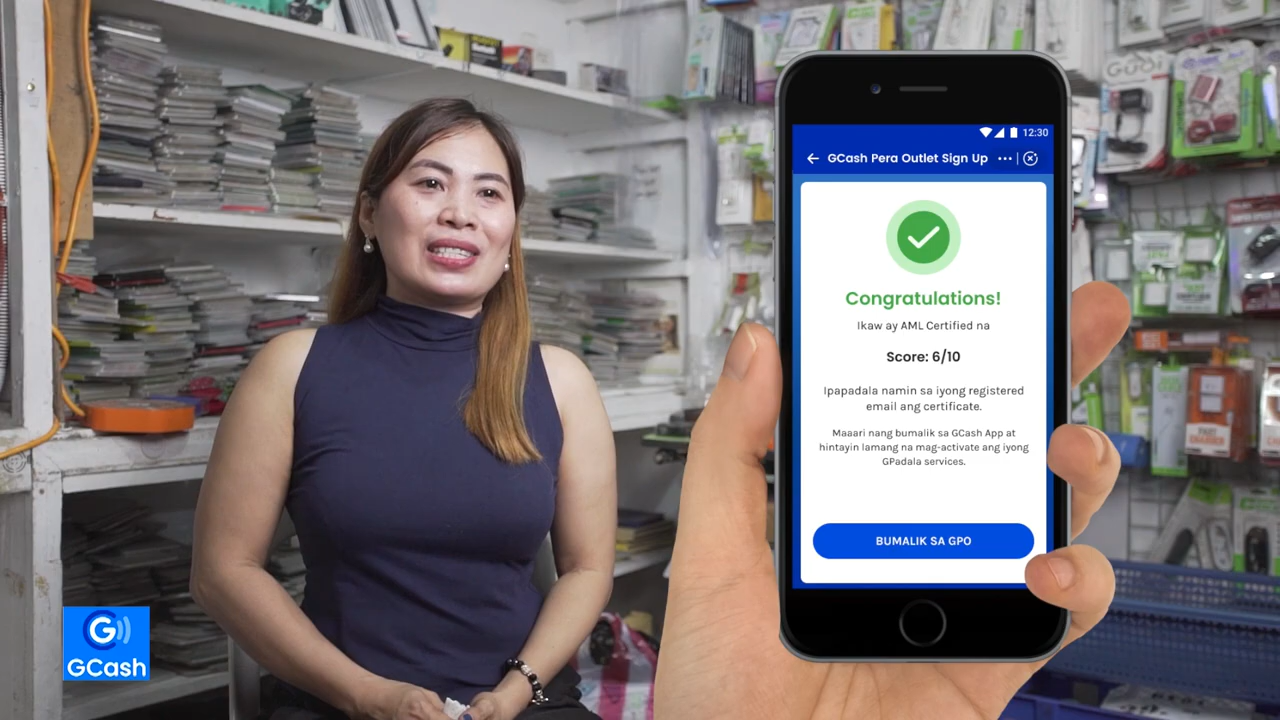 12:30
GCash Pera Outlet Sign Up
Congratulations!
Ikaw ay AML Certified na
Score: 6/10
Ipapadala namin sa iyong registered
email ang certificate.
Maaari nang bumalik sa GCash App at
hintayin lamang na mag-activate ang iyong
GPadala services.
BUMALIK SA GPO
G
GCash